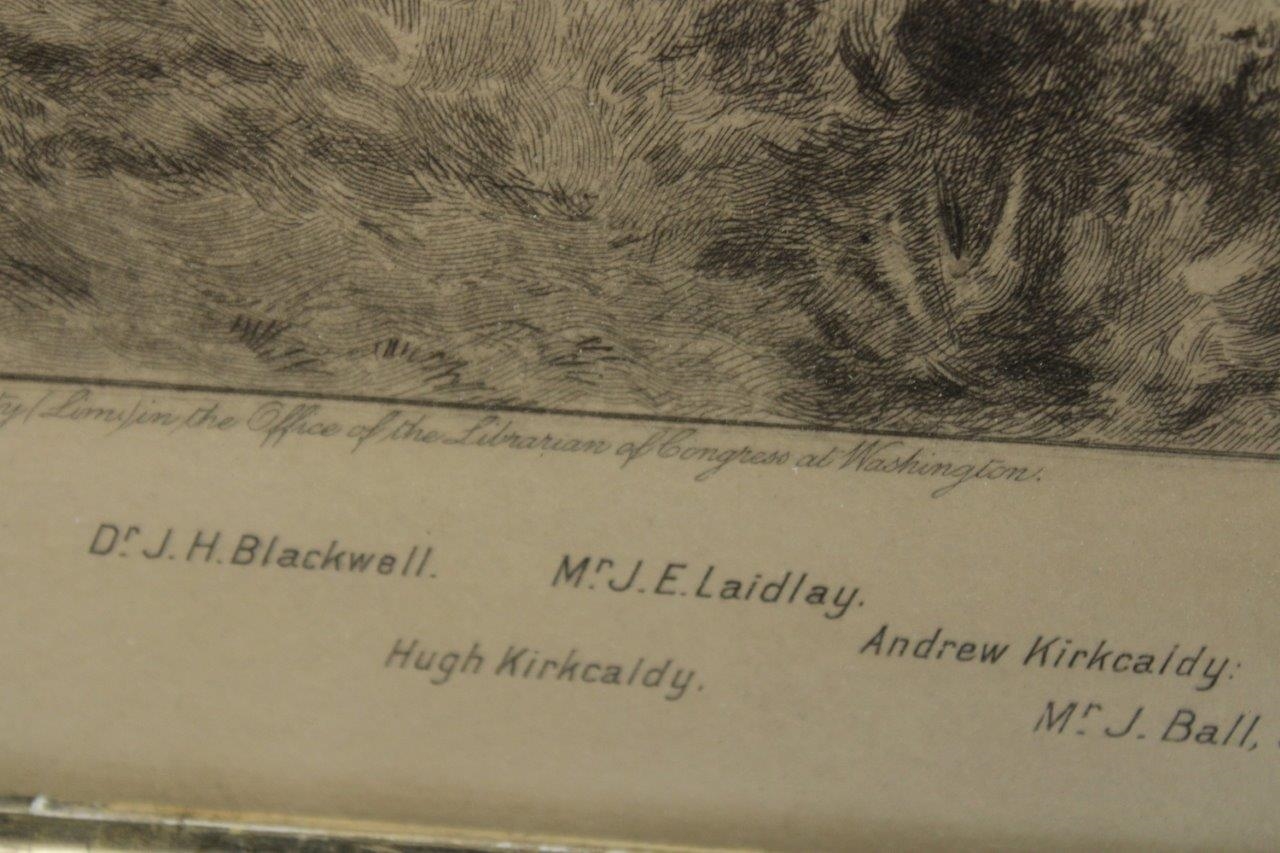 (Lim:) in the Office of the Librarian of Congress at Washington.
Dr. J. H. Blackwell. Mr. J. E. Laidlay.
Hugh Kirkcaldy. Andrew Kirkcaldy:
Mr. J. Ball,